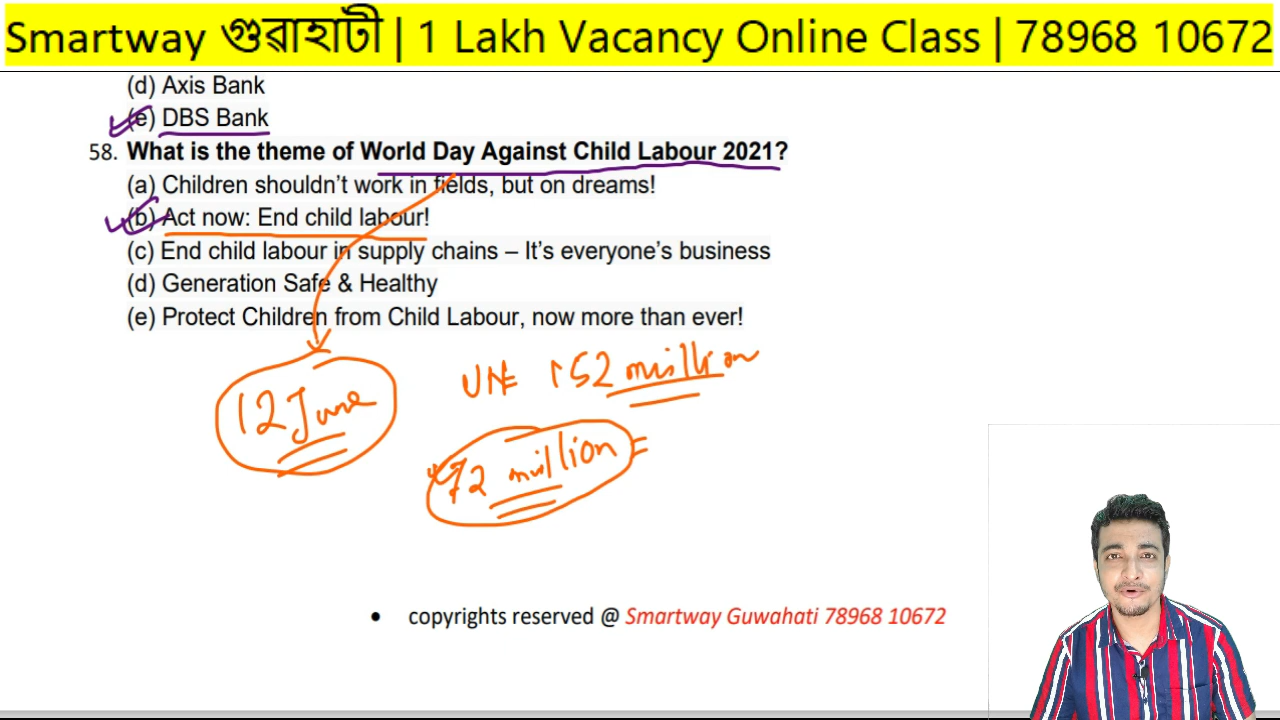 Smartway গুৱাহাটী | 1 Lakh Vacancy Online Class | 78968 10672
(d) Axis Bank
(e) DBS Bank
58. What is the theme of World Day Against Child Labour 2021?
(a) Children shouldn’t work in fields, but on dreams!
(b) Act now: End child labour!
(c) End child labour in supply chains – It’s everyone’s business
(d) Generation Safe & Healthy
(e) Protect Children from Child Labour, now more than ever!
UN= 152 million
12 June
72 million =
• copyrights reserved @ Smartway Guwahati 78968 10672